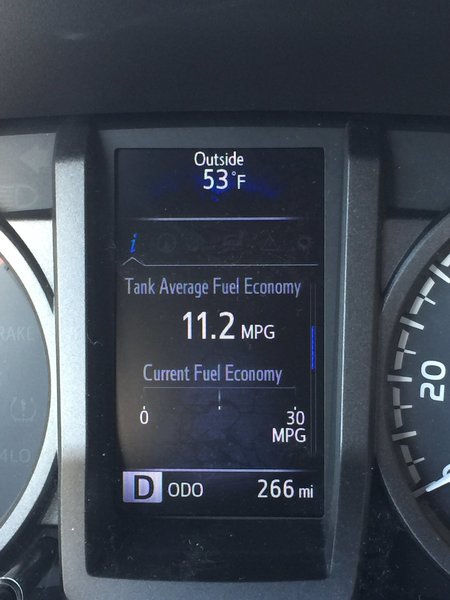 Outside
53°F
i
Tank Average Fuel Economy
11.2 MPG
Current Fuel Economy
0 30
MPG
D ODO 266 mi
20